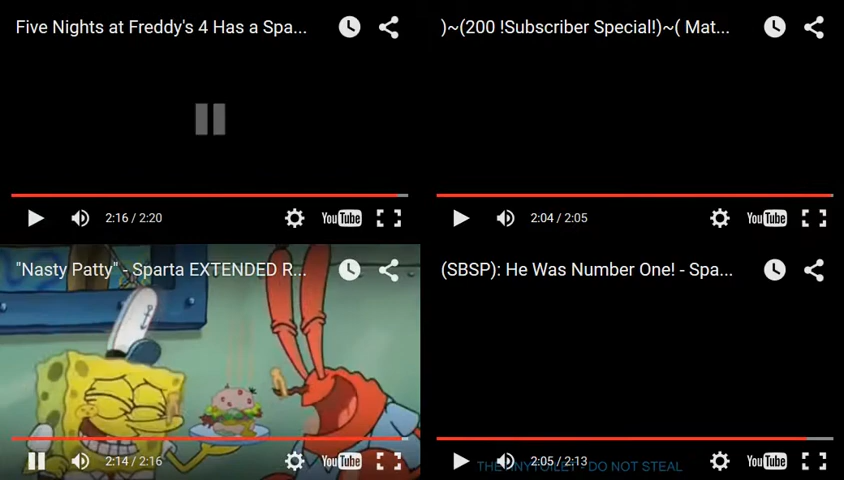 Five Nights at Freddy's 4 Has a Spa...
2:16 / 2:20
YouTube
)~(200 !Subscriber Special!)~( Mat...
2:04 / 2:05
YouTube
"Nasty Patty" - Sparta EXTENDED R...
2:14 / 2:16
YouTube
(SBSP): He Was Number One! - Spa...
THE TINYTOILET - DO NOT STEAL
2:05 / 2:13
YouTube